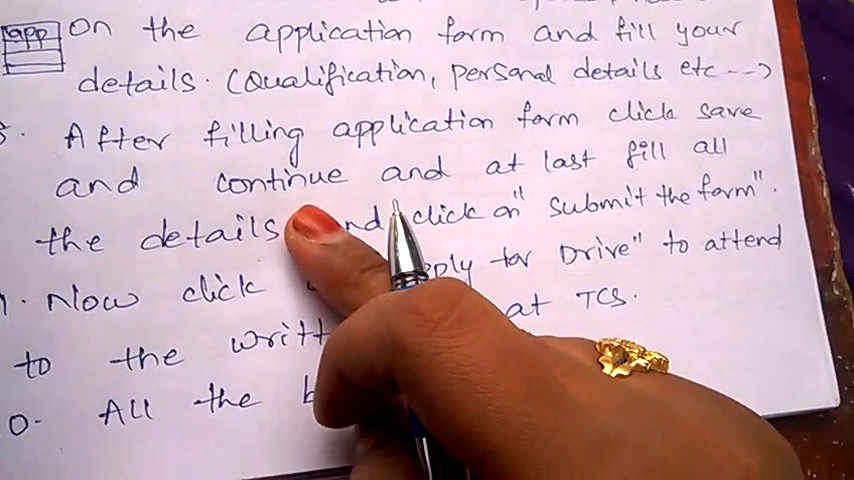 app on the application form and fill your
details. (Qualification, personal details etc ---)
8. After filling application form click save
and continue and at last fill all
the details and click on "submit the form".
Now click for Drive" to attend
to the at TCS.
0. All the